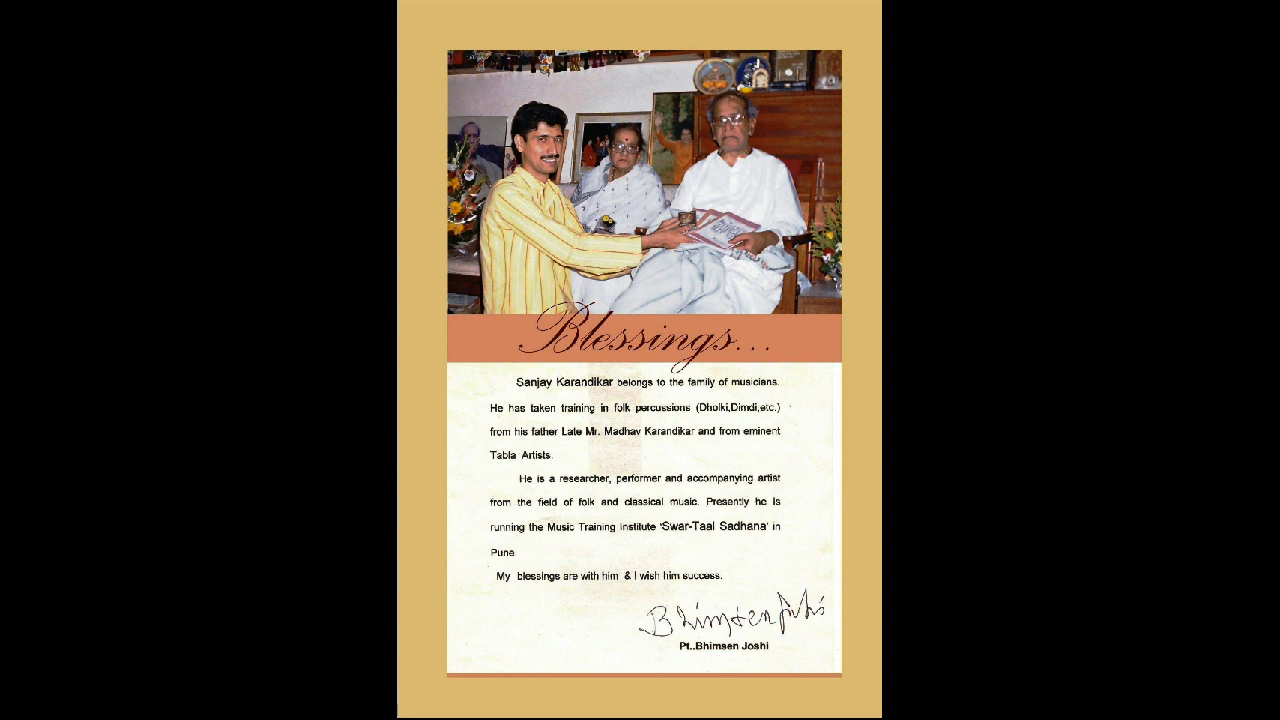 Blessings...
Sanjay Karandikar belongs to the family of musicians.
He has taken training in folk percussions (Dholki,Dimdi,etc.)
from his father Late Mr. Madhav Karandikar and from eminent
Tabla Artists.
He is a researcher, performer and accompanying artist
from the field of folk and classical music. Presently he is
running the Music Training Institute 'Swar-Taal Sadhana' in
Pune
My blessings are with him & I wish him success.
Bhimsen Joshi
Pt..Bhimsen Joshi